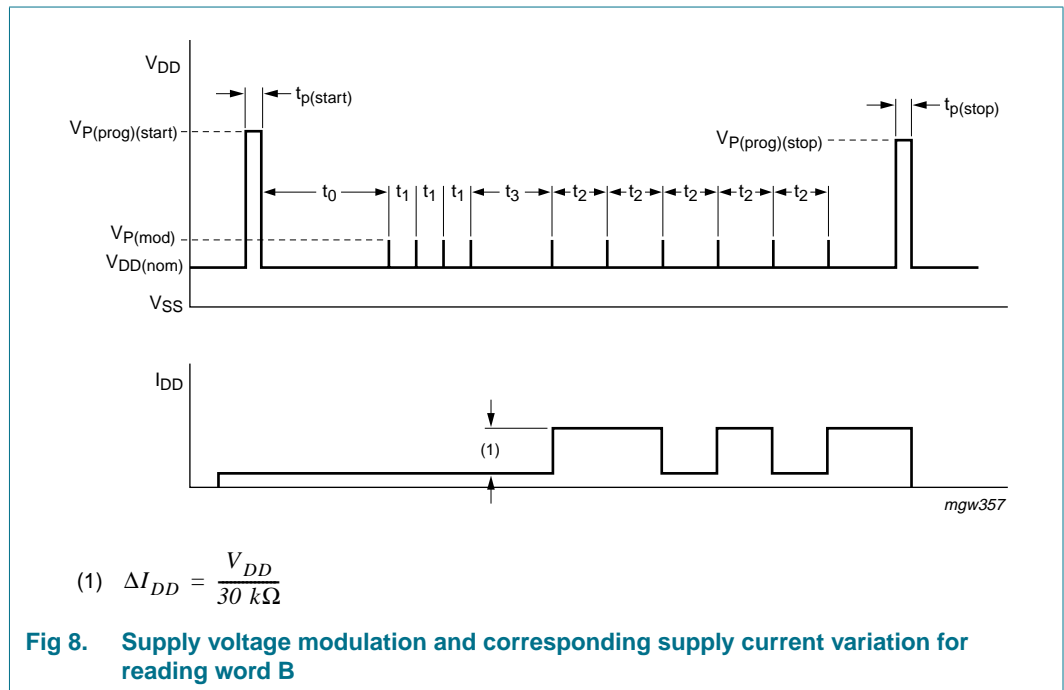 VDD
tp(start)
tp(stop)
VP(prog)(start)
VP(prog)(stop)
t0 t1 t1 t1 t3 t2 t2 t2 t2 t2
VP(mod)
VDD(nom)
VSS
IDD
(1)
mgw357
(1) ΔIDD = VDD / 30 kΩ
Fig 8. Supply voltage modulation and corresponding supply current variation for
reading word B